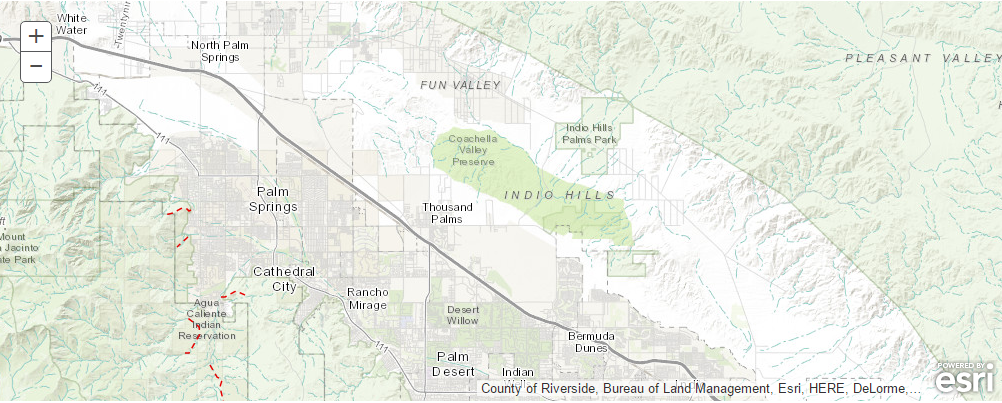 White
Water
Twentynin
North Palm
Springs
+
−
PLEASANT VALLEY
FUN VALLEY
111
Coachella
Valley
Preserve
Indio Hills
Palms Park
111
Palm
Springs
INDIO HILLS
Thousand
Palms
Mount
Jacinto
Park
Cathedral
City
Rancho
Mirage
Agua
Caliente
Indian
Reservation
Desert
Willow
111
Bermuda
Dunes
Palm
Desert
Indian
POWERED BY
esri
County of Riverside, Bureau of Land Management, Esri, HERE, DeLorme,...